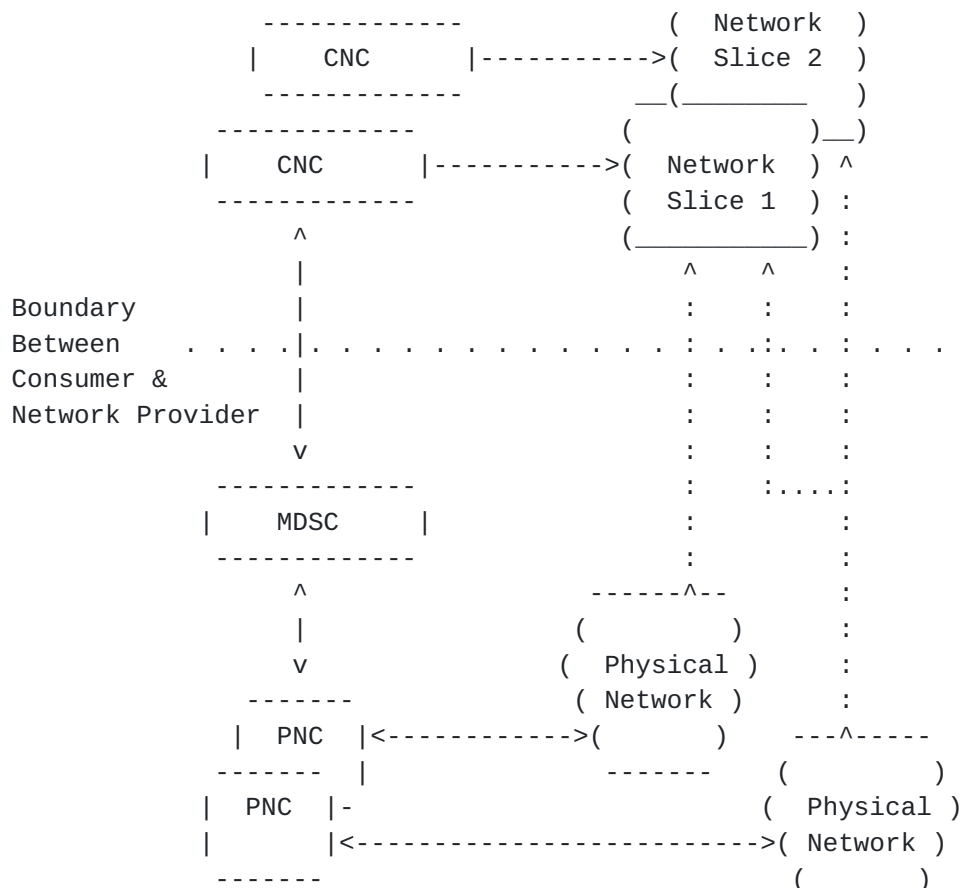 Network
CNC Slice 2
CNC Network
Slice 1
Boundary
Between
Consumer &
Network Provider
MDSC
Physical
Network
PNC
PNC Physical
Network